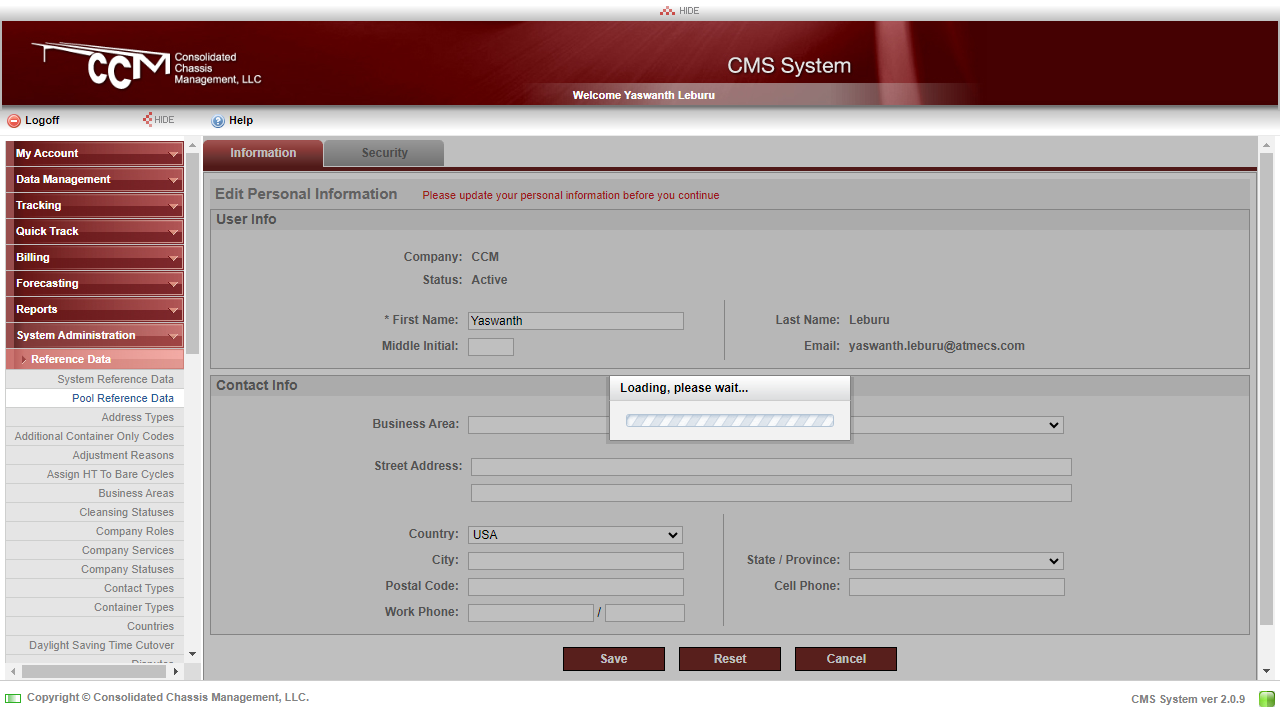 HIDE
CCM Consolidated
Chassis
Management, LLC
CMS System
Welcome Yaswanth Leburu
Logoff HIDE Help
My Account
Data Management
Tracking
Quick Track
Billing
Forecasting
Reports
System Administration
Reference Data
System Reference Data
Pool Reference Data
Address Types
Additional Container Only Codes
Adjustment Reasons
Assign HT To Bare Cycles
Business Areas
Cleansing Statuses
Company Roles
Company Services
Company Statuses
Contact Types
Container Types
Countries
Daylight Saving Time Cutover
Disputes
Information Security
Edit Personal Information Please update your personal information before you continue
User Info
Company: CCM
Status: Active
* First Name: Yaswanth Last Name: Leburu
Middle Initial: Email: yaswanth.leburu@atmecs.com
Contact Info
Loading, please wait...
Business Area:
Street Address:
Country: USA
City: State / Province:
Postal Code: Cell Phone:
Work Phone: /
Save Reset Cancel
Copyright © Consolidated Chassis Management, LLC. CMS System ver 2.0.9